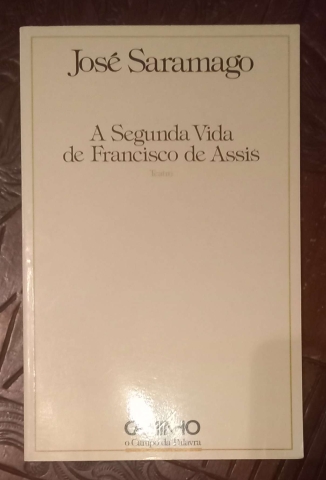 José Saramago
A Segunda Vida
de Francisco de Assis
Teatro
CAMINHO
o Campo da Palavra